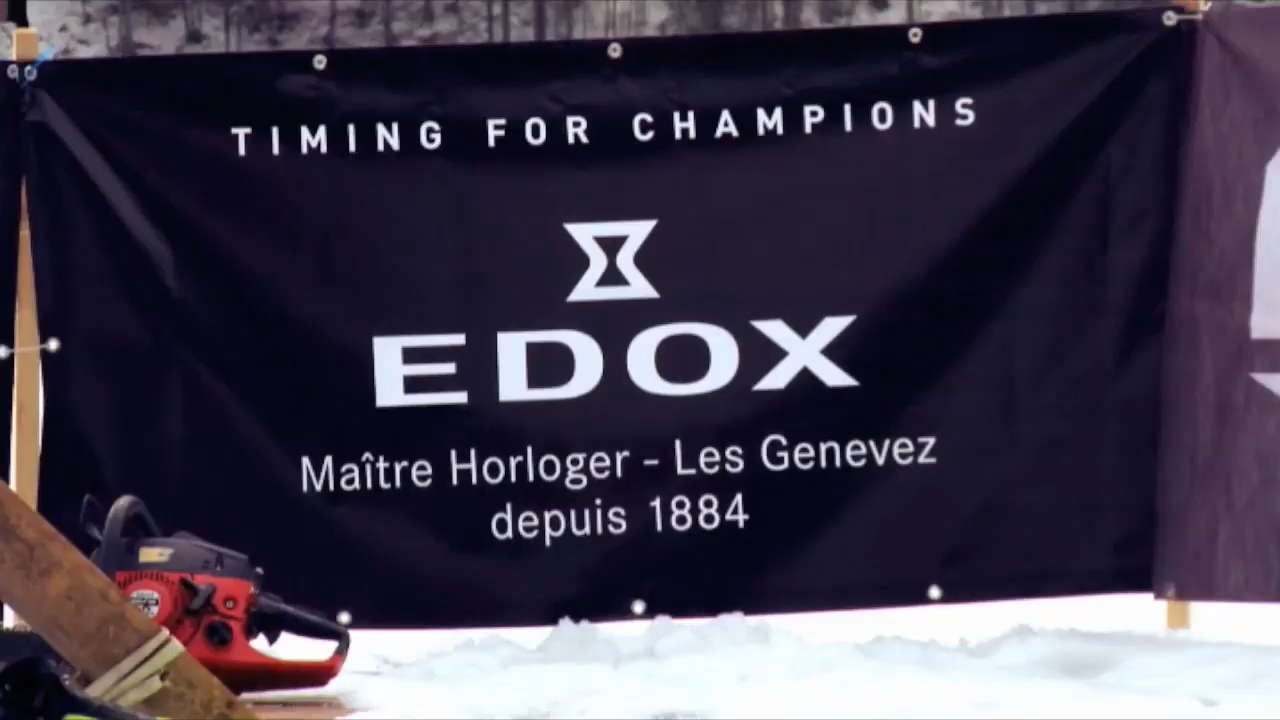 TIMING FOR CHAMPIONS
EDOX
Maître Horloger - Les Genevez
depuis 1884